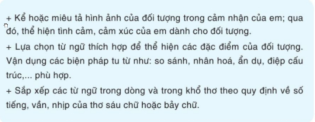 + Kể hoặc miêu tả hình ảnh của đối tượng trong cảm nhận của em; qua
đó, thể hiện tình cảm, cảm xúc của em dành cho đối tượng.
+ Lựa chọn từ ngữ thích hợp để thể hiện các đặc điểm của đối tượng.
Vận dụng các biện pháp tu từ như: so sánh, nhân hoá, ẩn dụ, điệp cấu
trúc,... phù hợp.
+ Sắp xếp các từ ngữ trong dòng và trong khổ thơ theo quy định về số
tiếng, vần, nhịp của thơ sáu chữ hoặc bảy chữ.